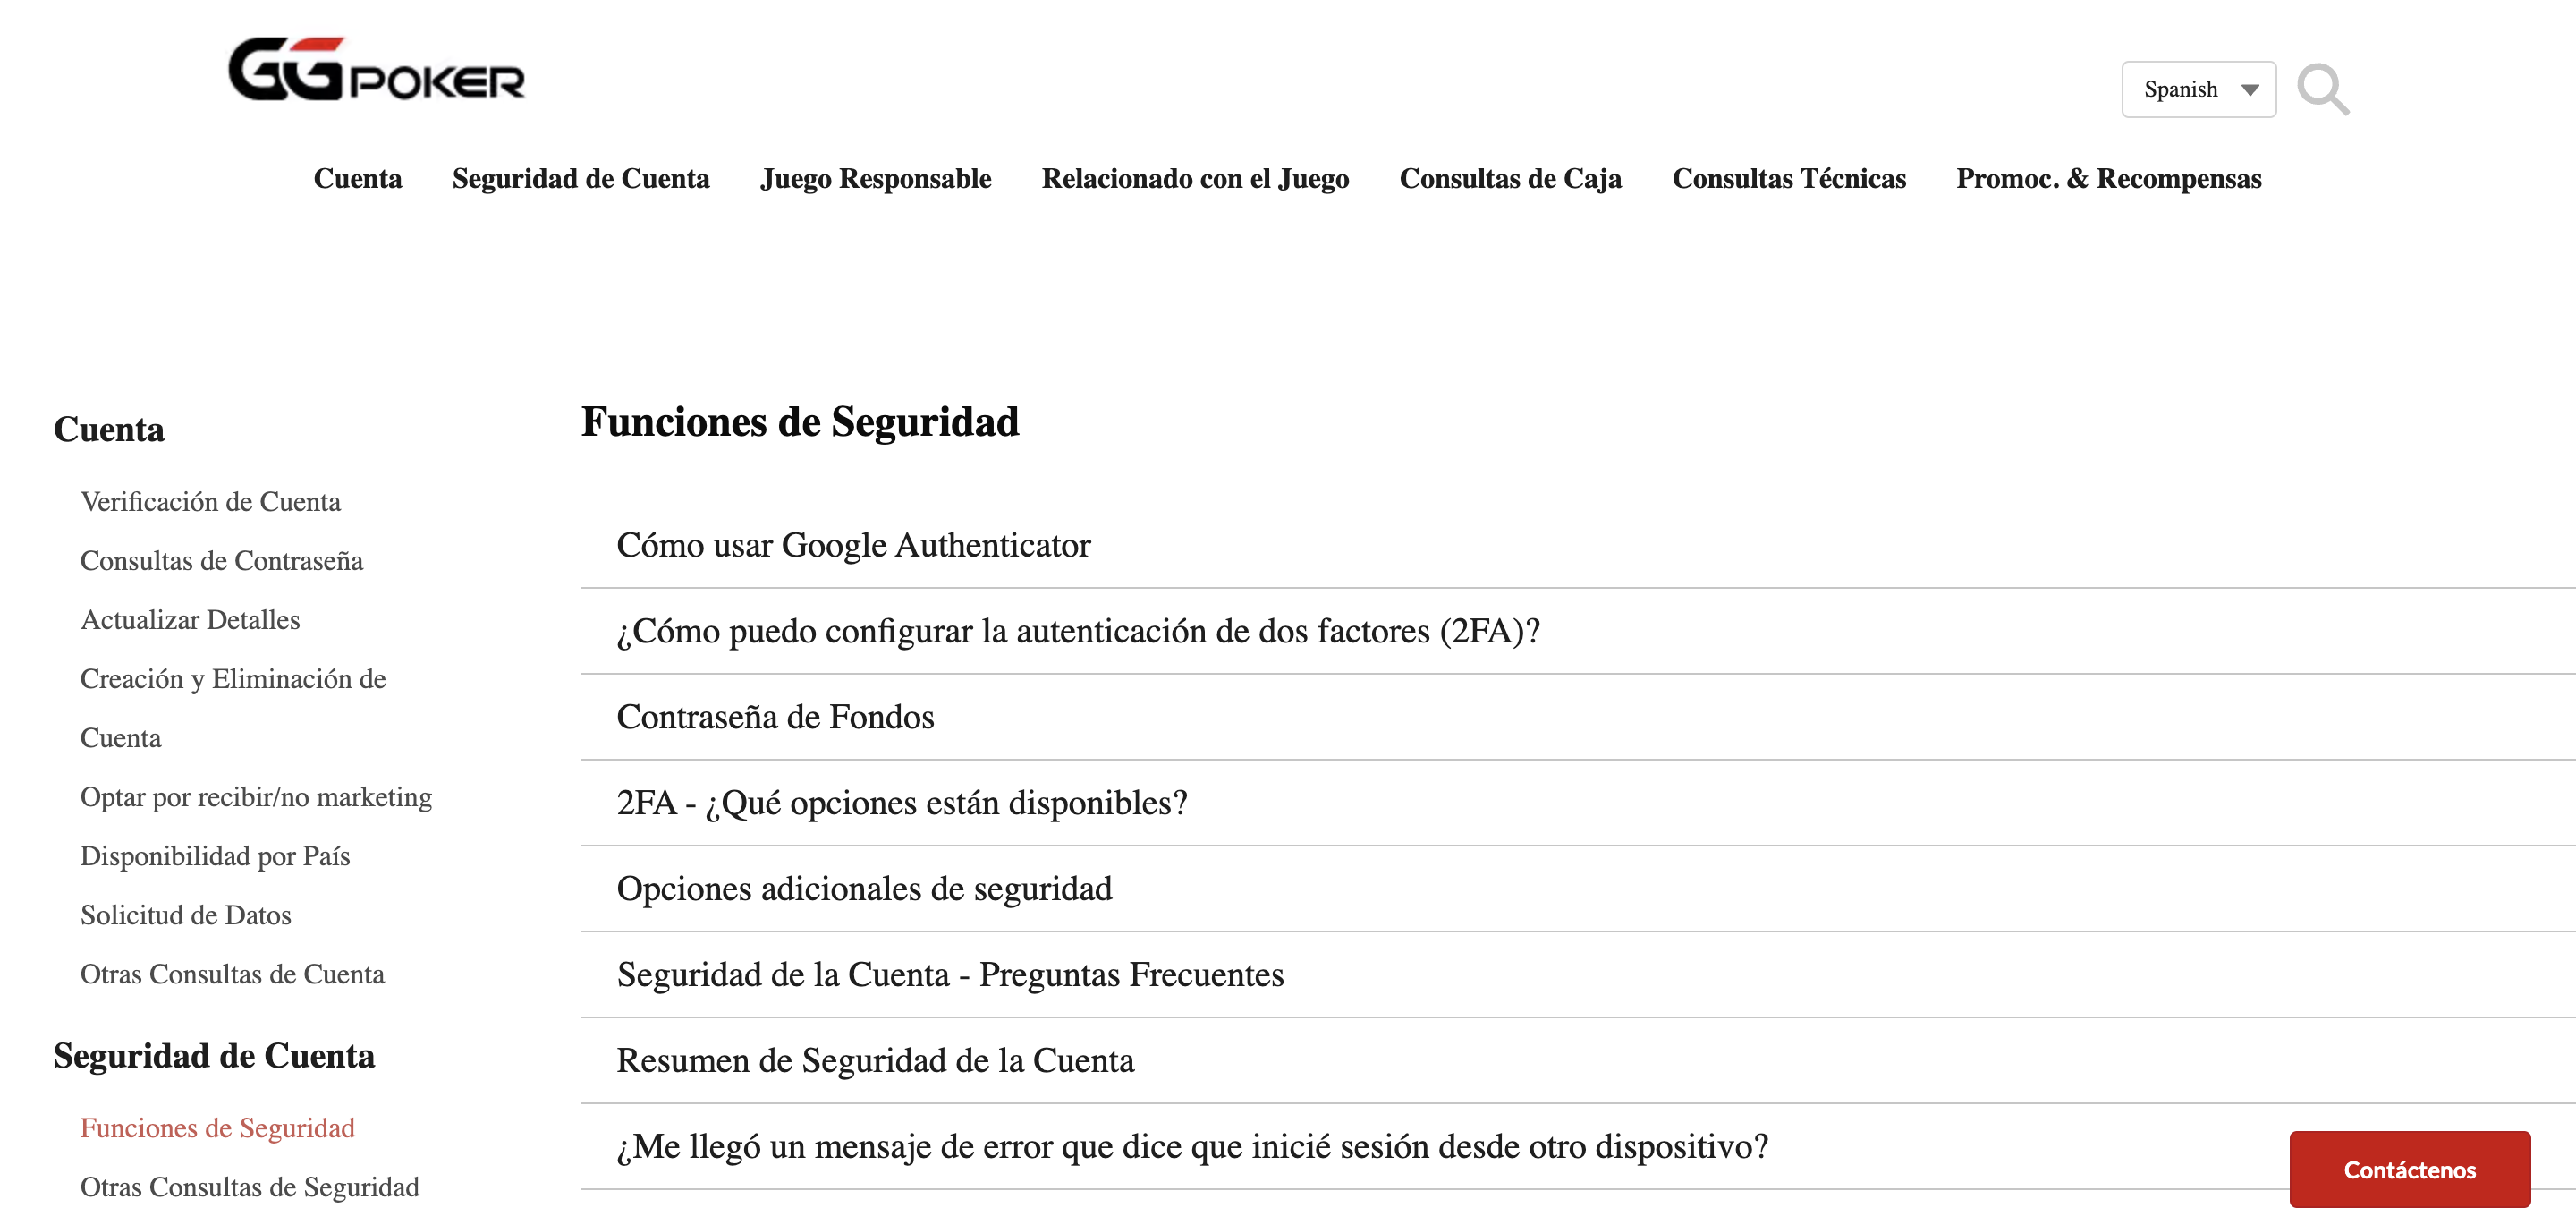 GGPOKER
Spanish
Cuenta
Seguridad de Cuenta
Juego Responsable
Relacionado con el Juego
Consultas de Caja
Consultas Técnicas
Promoc. & Recompensas
Cuenta
Verificación de Cuenta
Consultas de Contraseña
Actualizar Detalles
Creación y Eliminación de
Cuenta
Optar por recibir/no marketing
Disponibilidad por País
Solicitud de Datos
Otras Consultas de Cuenta
Seguridad de Cuenta
Funciones de Seguridad
Otras Consultas de Seguridad
Funciones de Seguridad
Cómo usar Google Authenticator
¿Cómo puedo configurar la autenticación de dos factores (2FA)?
Contraseña de Fondos
2FA - ¿Qué opciones están disponibles?
Opciones adicionales de seguridad
Seguridad de la Cuenta - Preguntas Frecuentes
Resumen de Seguridad de la Cuenta
¿Me llegó un mensaje de error que dice que inicié sesión desde otro dispositivo?
Contáctenos